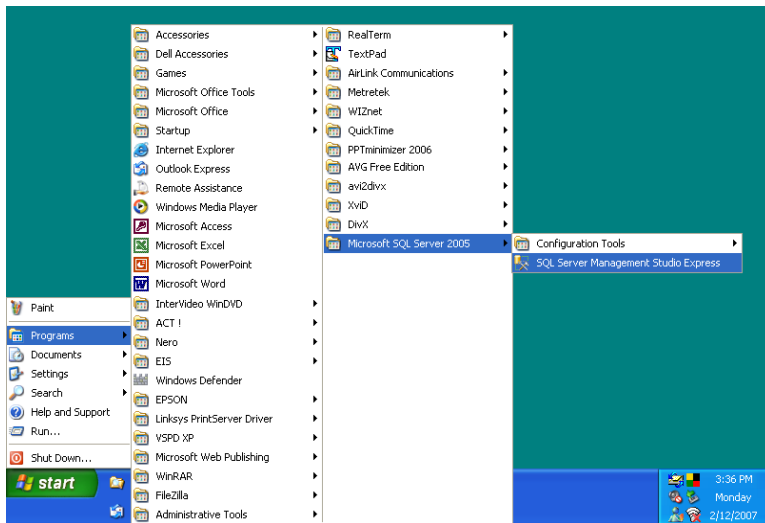 Accessories
Dell Accessories
Games
Microsoft Office Tools
Microsoft Office
Startup
Internet Explorer
Outlook Express
Remote Assistance
Windows Media Player
Microsoft Access
Microsoft Excel
Microsoft PowerPoint
Microsoft Word
InterVideo WinDVD
ACT !
Nero
EIS
Windows Defender
EPSON
Linksys PrintServer Driver
VSPD XP
Microsoft Web Publishing
WinRAR
FileZilla
Administrative Tools
RealTerm
TextPad
AirLink Communications
Metretek
WIZnet
QuickTime
PPTminimizer 2006
AVG Free Edition
avi2divx
XviD
DivX
Microsoft SQL Server 2005
Configuration Tools
SQL Server Management Studio Express
Paint
Programs
Documents
Settings
Search
Help and Support
Run...
Shut Down...
start
3:36 PM
Monday
2/12/2007